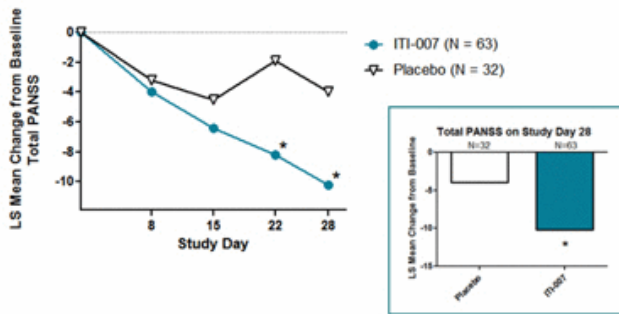 LS Mean Change from Baseline
Total PANSS
0
-2
-4
-6
-8
-10
*
*
8
15
22
28
Study Day
ITI-007 (N = 63)
Placebo (N = 32)
Total PANSS on Study Day 28
N=32
N=63
LS Mean Change from Baseline
0
-5
-10
-15
*
Placebo
ITI-007